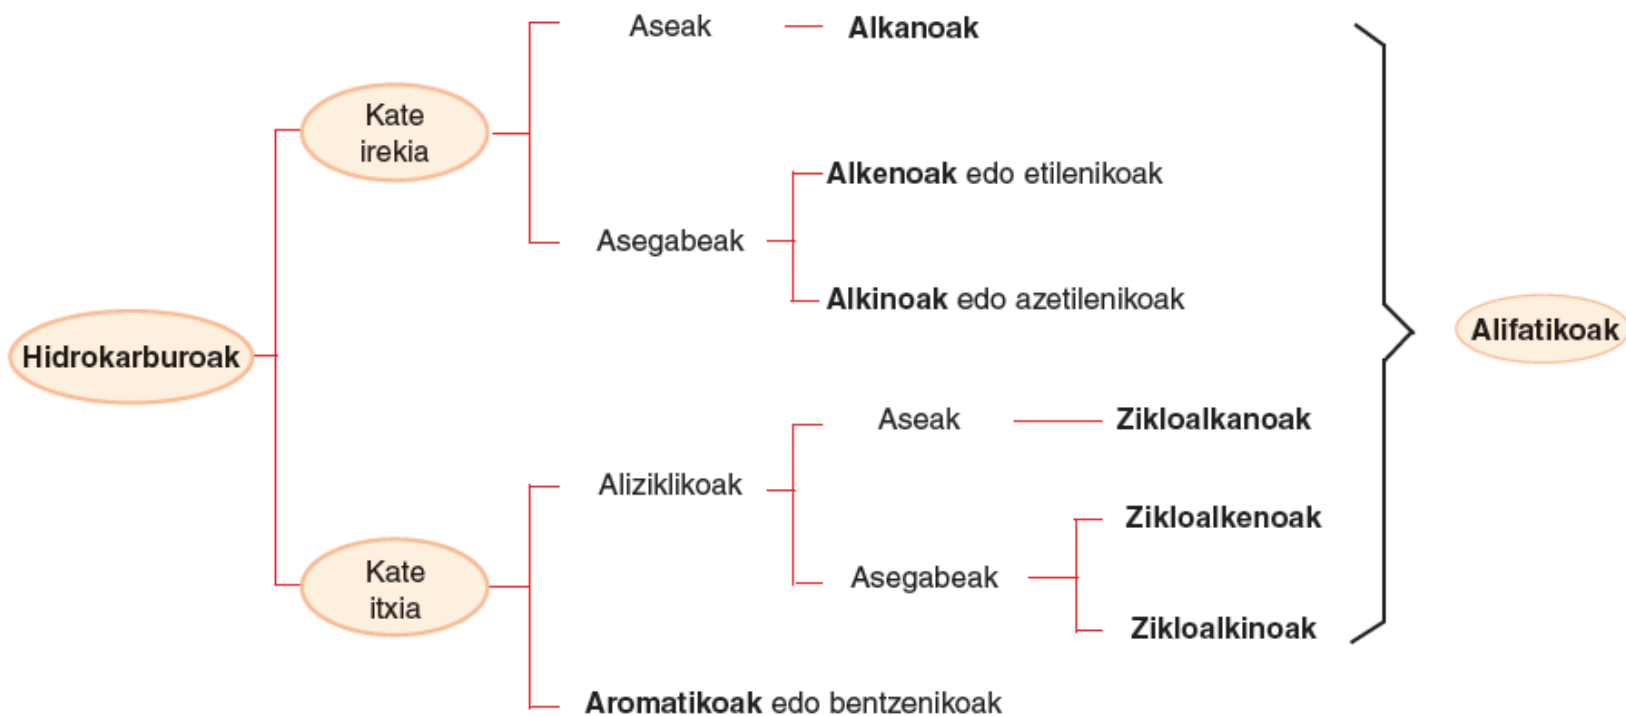 Aseak
Alkanoak
Kate
irekia
Alkenoak edo etilenikoak
Asegabeak
Alkinoak edo azetilenikoak
Hidrokarburoak
Alifatikoak
Aseak
Zikloalkanoak
Aliziklikoak
Zikloalkenoak
Kate
itxia
Asegabeak
Zikloalkinoak
Aromatikoak edo bentzenikoak